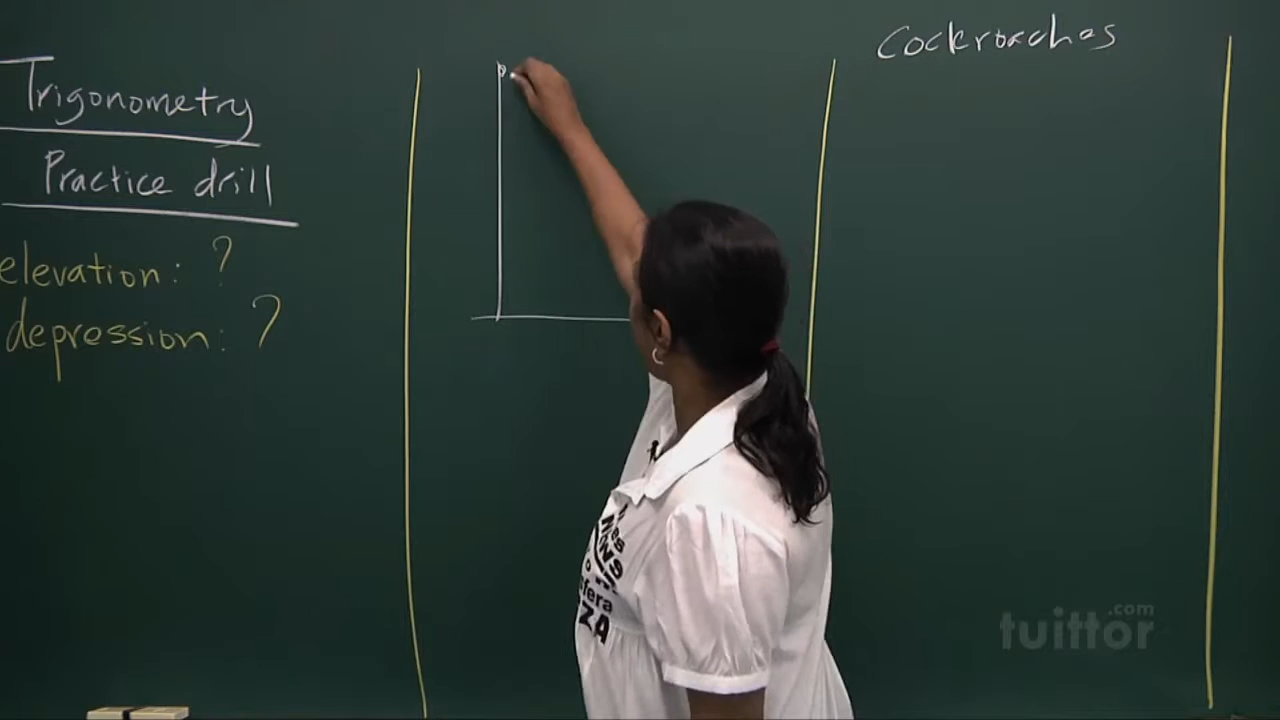 Trigonometry
Practice drill
elevation: ?
depression: ?
Cockroaches
tuittor.com